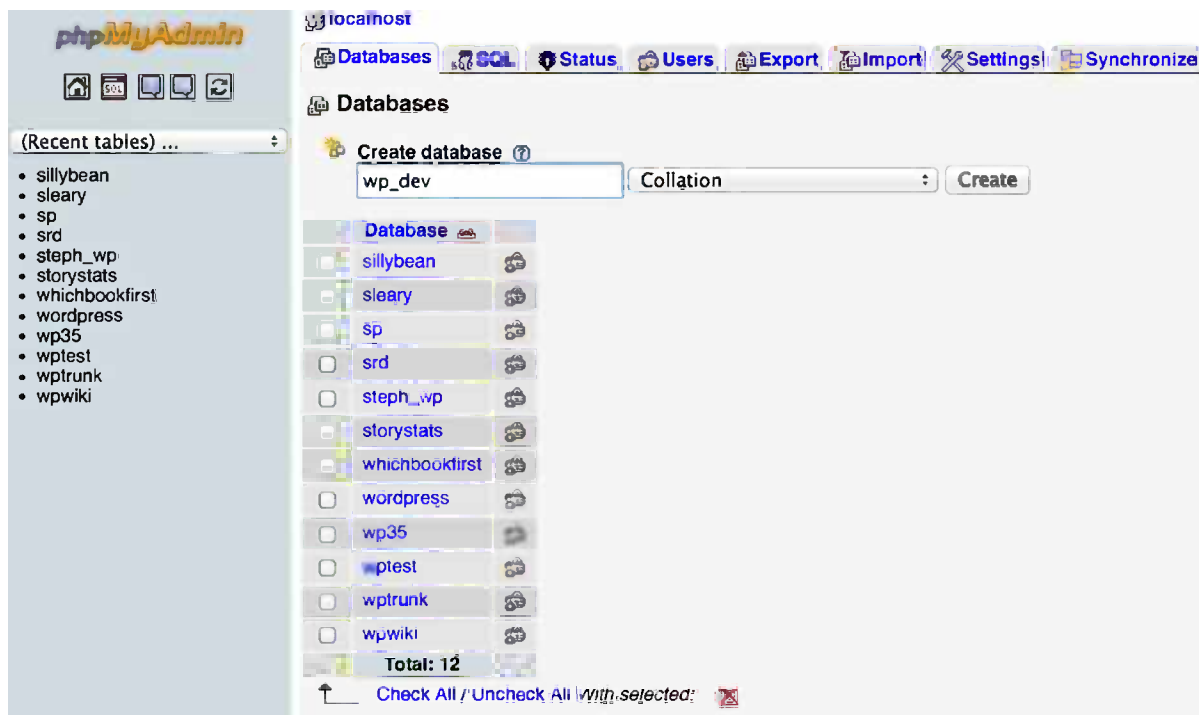 phpMyAdmin
SQL
(Recent tables) ...
sillybean
sleary
sp
srd
steph_wp
storystats
whichbookfirst
wordpress
wp35
wptest
wptrunk
wpwiki
localhost
Databases SQL Status Users Export Import Settings Synchronize
Databases
Create database
wp_dev Collation Create
Database
sillybean
sleary
sp
srd
steph_wp
storystats
whichbookfirst
wordpress
wp35
wptest
wptrunk
wpwiki
Total: 12
Check All / Uncheck All With selected: